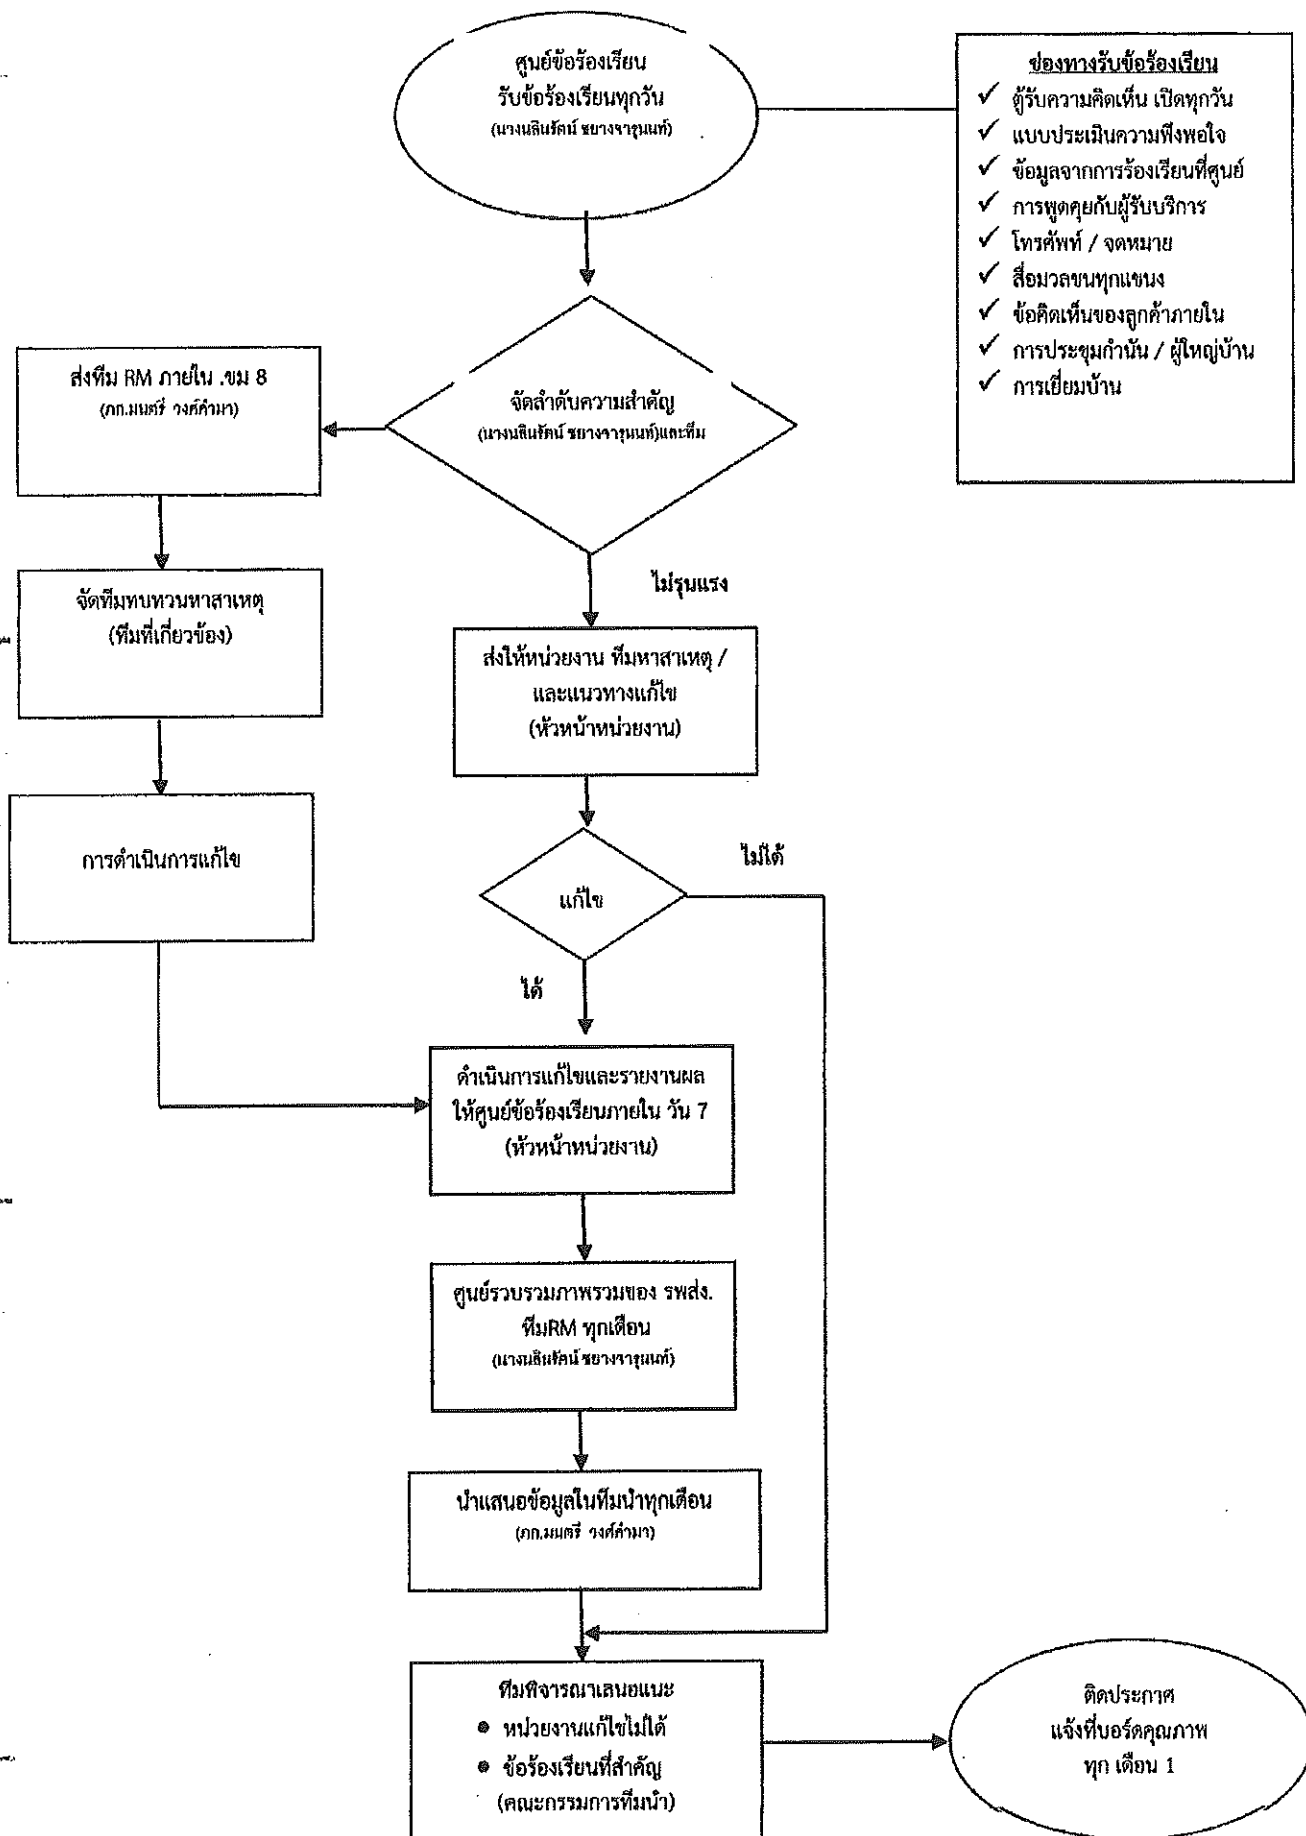 ศูนย์ข้อร้องเรียน
รับข้อร้องเรียนทุกวัน
(นางนลินรัตน์ ชยางจารุนนท์)
ช่องทางรับข้อร้องเรียน
✓ ตู้รับความคิดเห็น เปิดทุกวัน
✓ แบบประเมินความพึงพอใจ
✓ ข้อมูลจากการร้องเรียนที่ศูนย์
✓ การพูดคุยกับผู้รับบริการ
✓ โทรศัพท์ / จดหมาย
✓ สื่อมวลชนทุกแขนง
✓ ข้อคิดเห็นของลูกค้าภายใน
✓ การประชุมกำนัน / ผู้ใหญ่บ้าน
✓ การเยี่ยมบ้าน
ส่งทีม RM ภายใน .ขม 8
(ภก.มนตรี วงศ์คำมา)
จัดลำดับความสำคัญ
(นางนลินรัตน์ ชยางจารุนนท์)และทีม
ไม่รุนแรง
จัดทีมทบทวนหาสาเหตุ
(ทีมที่เกี่ยวข้อง)
ส่งให้หน่วยงาน ทีมหาสาเหตุ /
และแนวทางแก้ไข
(หัวหน้าหน่วยงาน)
การดำเนินการแก้ไข
แก้ไข
ไม่ได้
ได้
ดำเนินการแก้ไขและรายงานผล
ให้ศูนย์ข้อร้องเรียนภายใน วัน 7
(หัวหน้าหน่วยงาน)
ศูนย์รวบรวมภาพรวมของ รพส่ง.
ทีมRM ทุกเดือน
(นางนลินรัตน์ ชยางจารุนนท์)
นำแสนอข้อมูลในทีมนำทุกเดือน
(ภก.มนตรี วงศ์คำมา)
ทีมพิจารณาเสนอแนะ
● หน่วยงานแก้ไขไม่ได้
● ข้อร้องเรียนที่สำคัญ
(คณะกรรมการทีมนำ)
ติดประกาศ
แจ้งที่บอร์ดคุณภาพ
ทุก เดือน 1